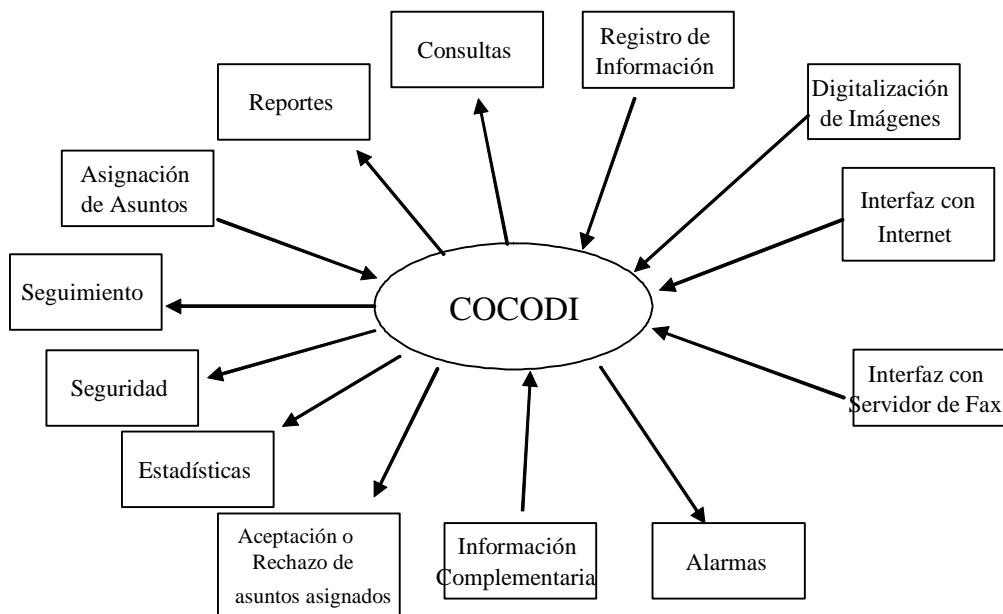 Consultas
Registro de
Información
Reportes
Digitalización
de Imágenes
Asignación
de Asuntos
Interfaz con
Internet
Seguimiento
COCODI
Seguridad
Interfaz con
Servidor de Fax
Estadísticas
Aceptación o
Rechazo de
asuntos asignados
Información
Complementaria
Alarmas